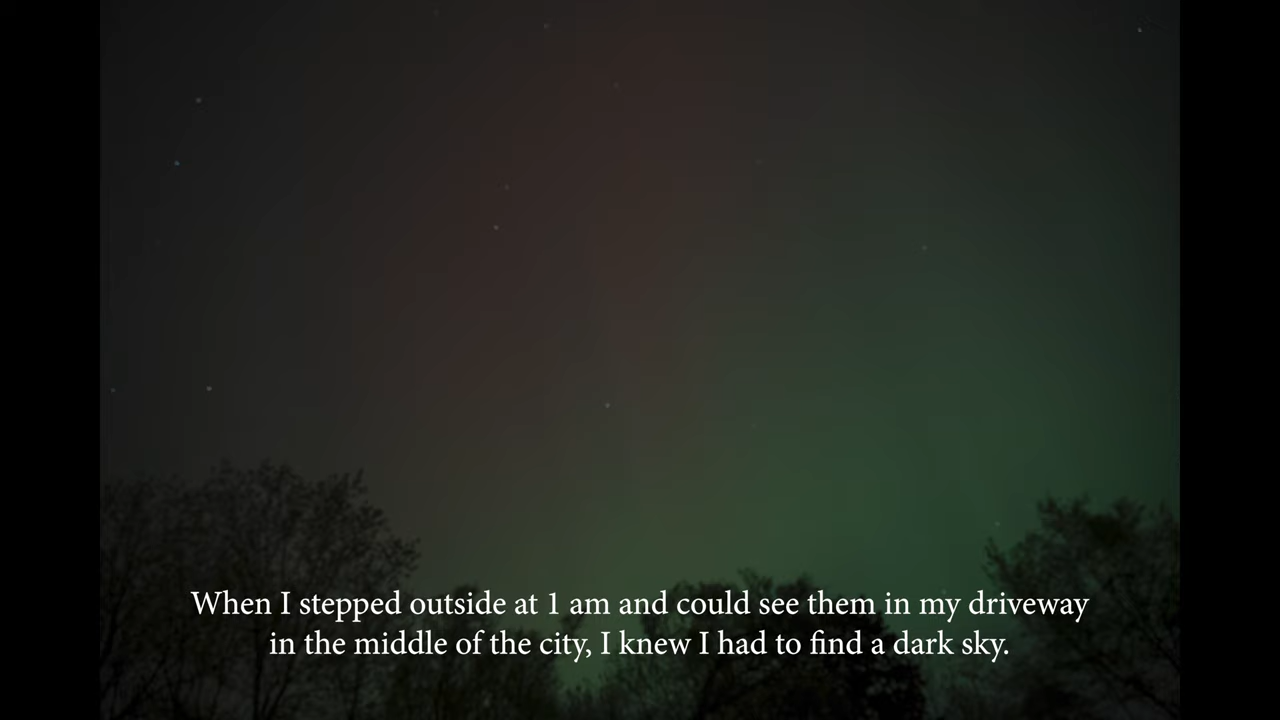 When I stepped outside at 1 am and could see them in my driveway
in the middle of the city, I knew I had to find a dark sky.